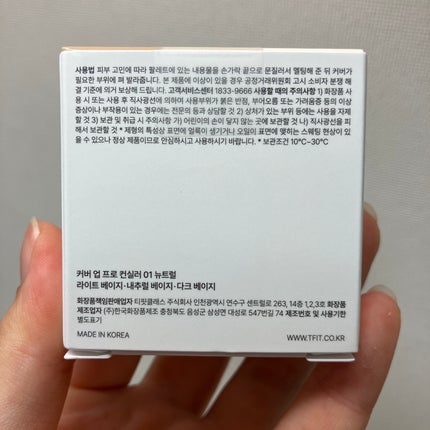 사용법 피부 고민에 따라 팔레트에 있는 내용물을 손가락 끝으로 문질러서 멜팅해 준 뒤 커버가
필요한 부위에 펴 발라줍니다. 본 제품에 이상이 있을 경우 공정거래위원회 고시 소비자 분쟁 해
결 기준에 의거 보상해 드립니다. 고객서비스센터 1833-9666 사용할 때의 주의사항 1) 화장품 사
용 시 또는 사용 후 직사광선에 의하여 사용부위가 붉은 반점, 부어오름 또는 가려움증 등의 이상
증상이나 부작용이 있는 경우에는 전문의 등과 상담할 것 2) 상처가 있는 부위 등에는 사용을 자제
할 것 3) 보관 및 취급 시 주의사항 가) 어린이의 손이 닿지 않는 곳에 보관할 것 나) 직사광선을 피
해서 보관할 것 * 제형의 특성상 표면에 얼룩이 생기거나 오일이 표면에 맺히는 스웨팅 현상이 있
을 수 있으나 정상 제품이므로 안심하시고 사용하시기 바랍니다. * 보관조건 10℃-30℃
커버 업 프로 컨실러 01 뉴트럴
라이트 베이지·내추럴 베이지·다크 베이지
화장품책임판매업자 티핏클래스 주식회사 인천광역시 연수구 센트럴로 263, 14층 1,2,3호 화장품
제조업자 (주)한국화장품제조 충청북도 음성군 삼성면 대성로 547번길 74 제조번호 및 사용기한
별도표기
MADE IN KOREA
WWW.TFIT.CO.KR